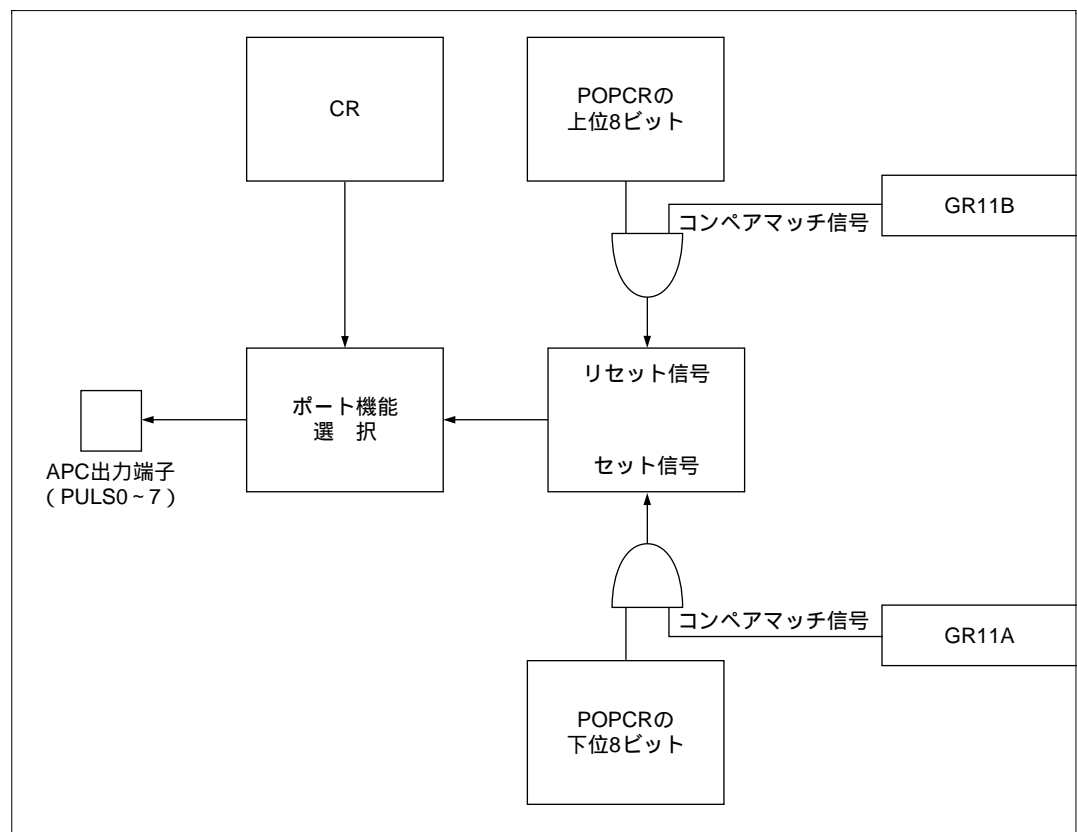 CR
POPCRの
上位8ビット
GR11B
コンペアマッチ信号
リセット信号
ポート機能
選　択
セット信号
APC出力端子
（PULS0～7）
コンペアマッチ信号
GR11A
POPCRの
下位8ビット